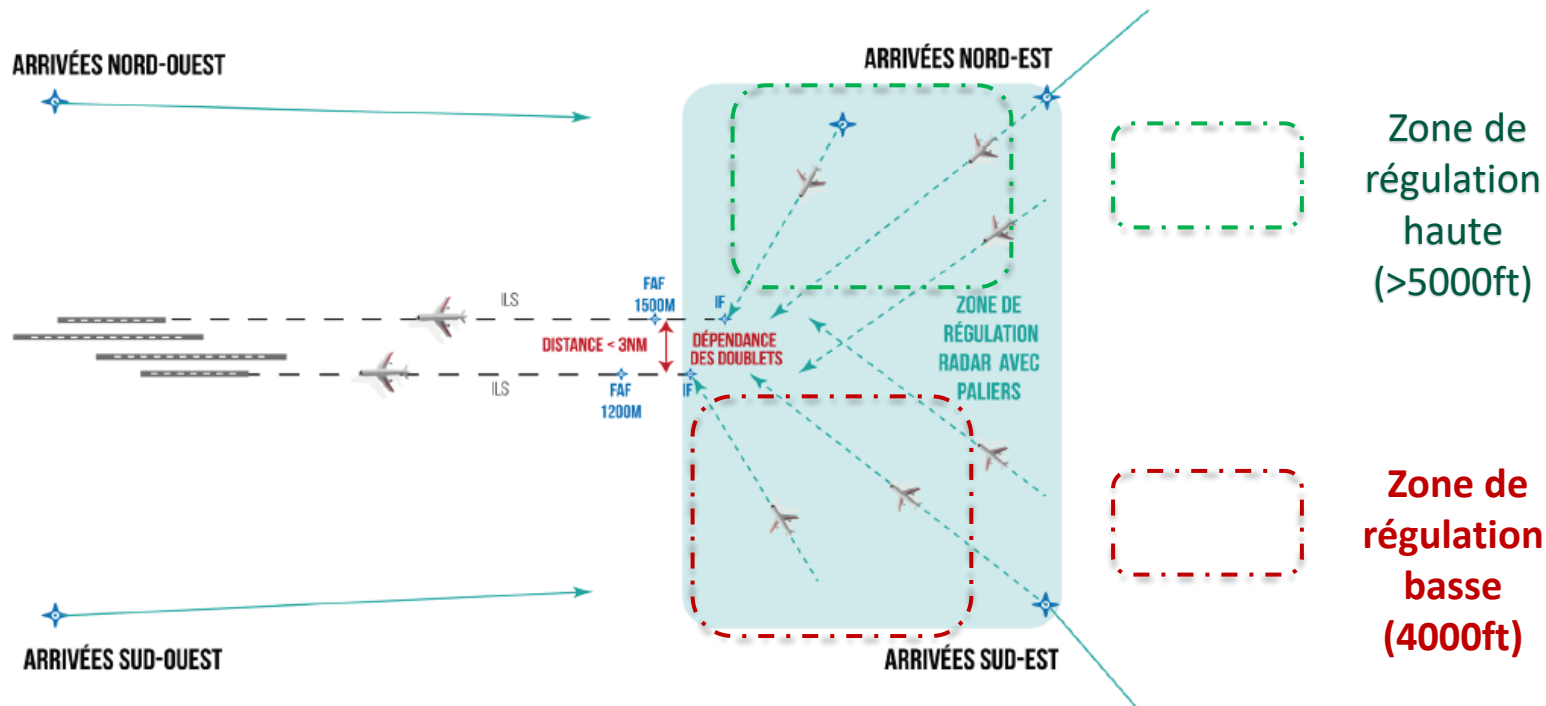 ARRIVÉES NORD-OUEST
ARRIVÉES NORD-EST
Zone de
régulation
haute
(>5000ft)
ILS
FAF
1500M
IF
DISTANCE < 3NM
DÉPENDANCE
DES DOUBLETS
ZONE DE
RÉGULATION
RADAR AVEC
PALIERS
ILS
FAF
1200M
IF
Zone de
régulation
basse
(4000ft)
ARRIVÉES SUD-OUEST
ARRIVÉES SUD-EST